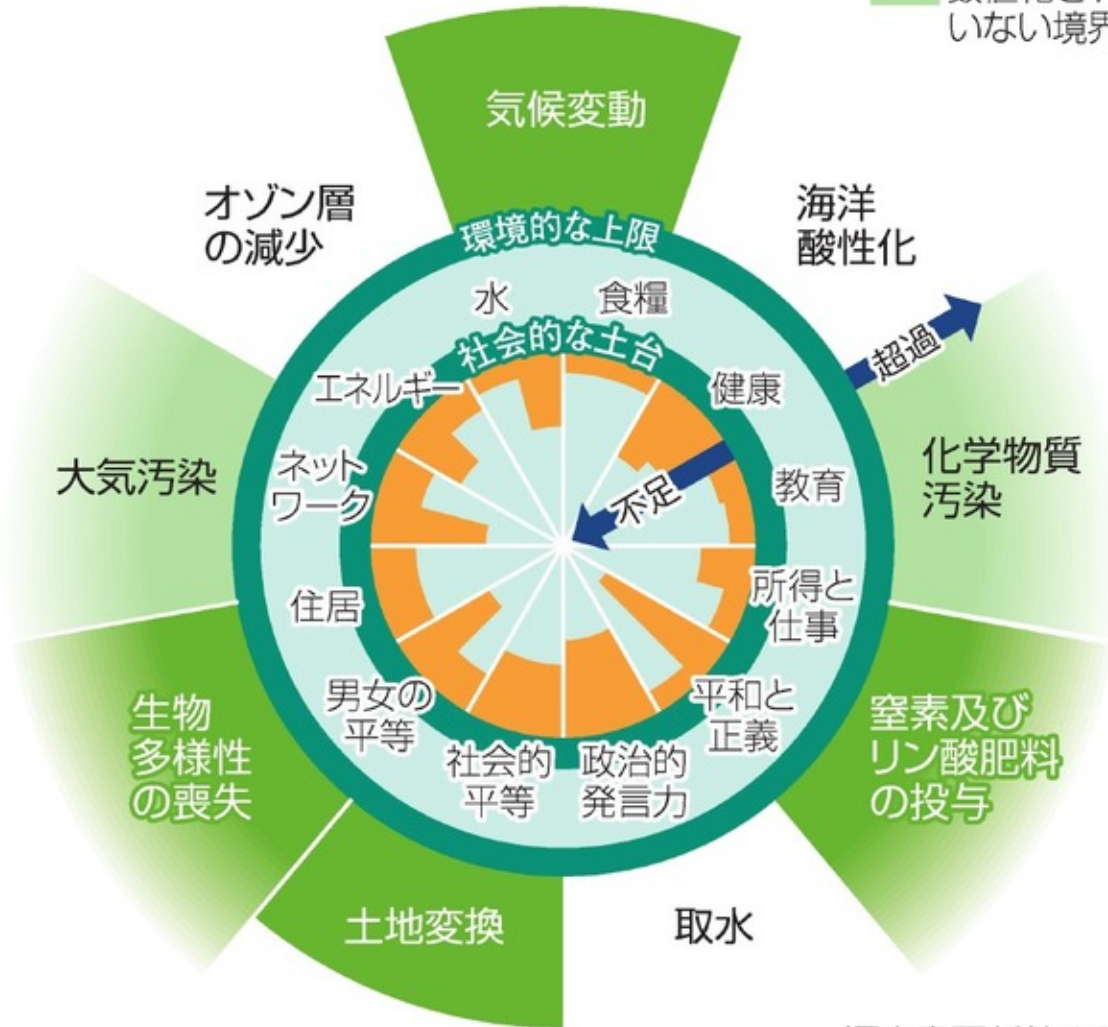 いない境界
気候変動
オゾン層
の減少
海洋
酸性化
環境的な上限
水
食糧
社会的な土台
超過
エネルギー
健康
大気汚染
ネット
ワーク
不足
教育
化学物質
汚染
住居
所得と
仕事
男女の
平等
平和と
正義
生物
多様性
の喪失
窒素及び
リン酸肥料
の投与
社会的
平等
政治的
発言力
土地変換
取水